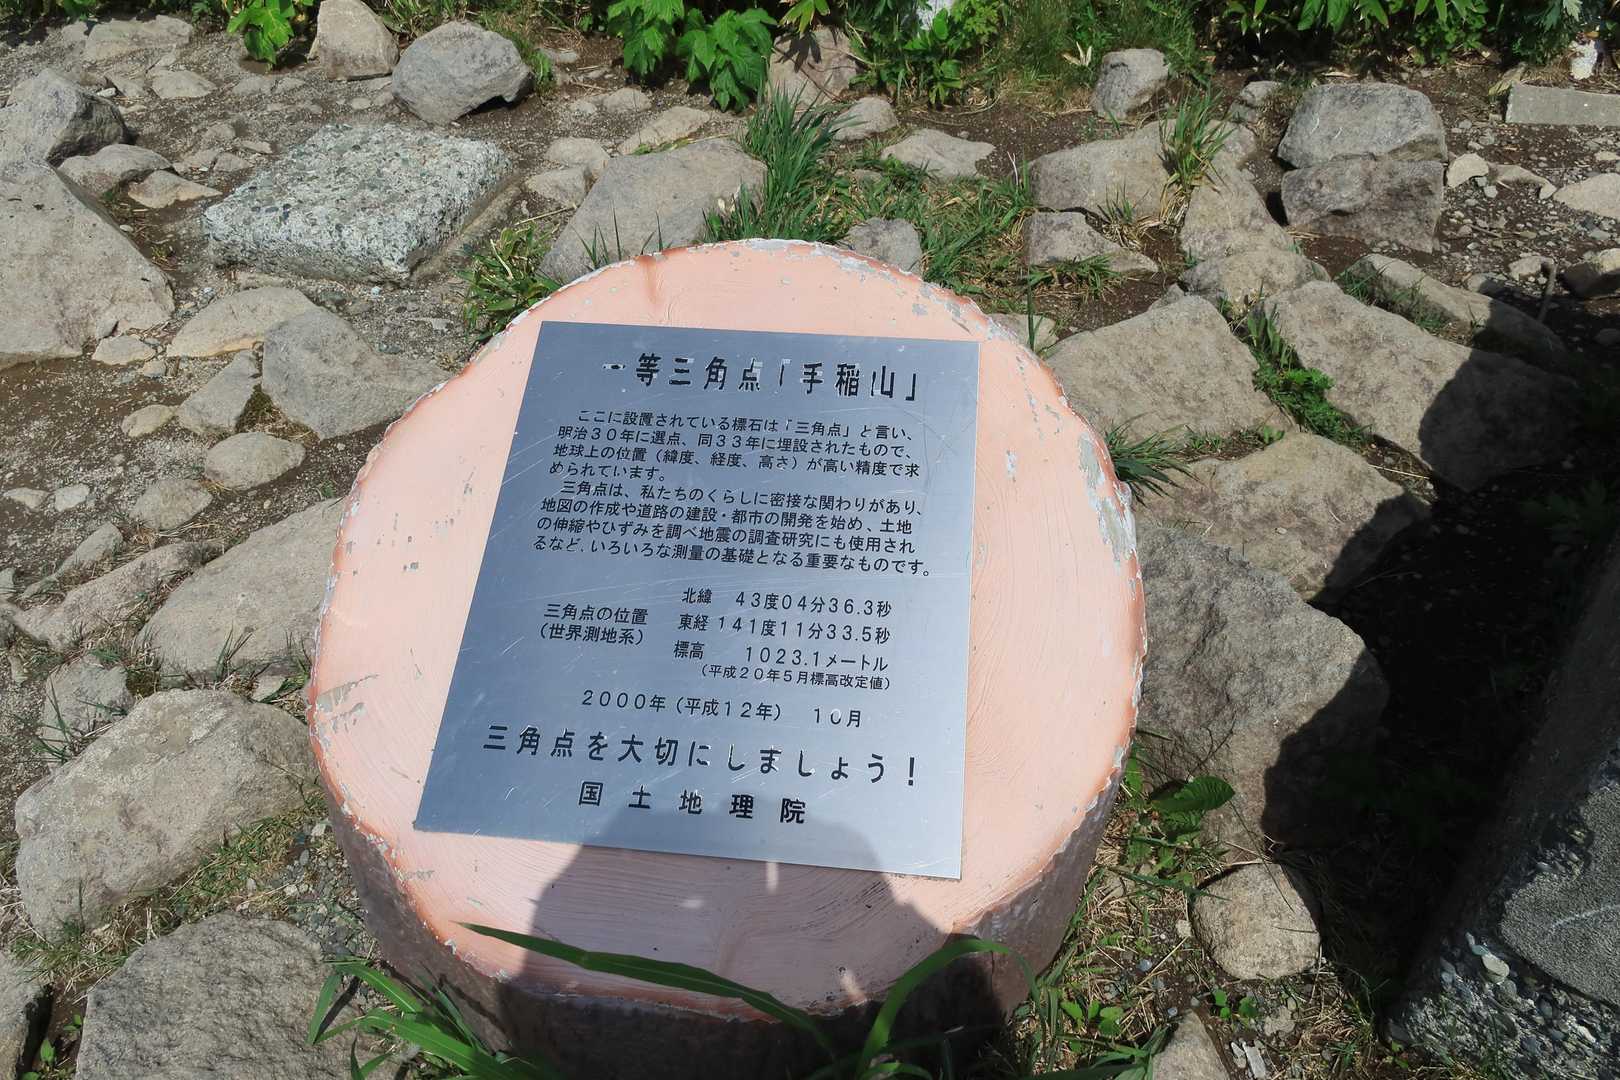 一等三角点「手稲山」
ここに設置されている標石は「三角点」と言い、
明治30年に選点、同33年に埋設されたもので、
地球上の位置（緯度、経度、高さ）が高い精度で求
められています。
三角点は、私たちのくらしに密接な関わりがあり、
地図の作成や道路の建設・都市の開発を始め、土地
の伸縮やひずみを調べ地震の調査研究にも使用され
るなど、いろいろな測量の基礎となる重要なものです。
三角点の位置
（世界測地系）
北緯 43度04分36.3秒
東経 141度11分33.5秒
標高 1023.1メートル
（平成20年5月標高改定値）
2000年（平成12年） 10月
三角点を大切にしましょう！
国土地理院